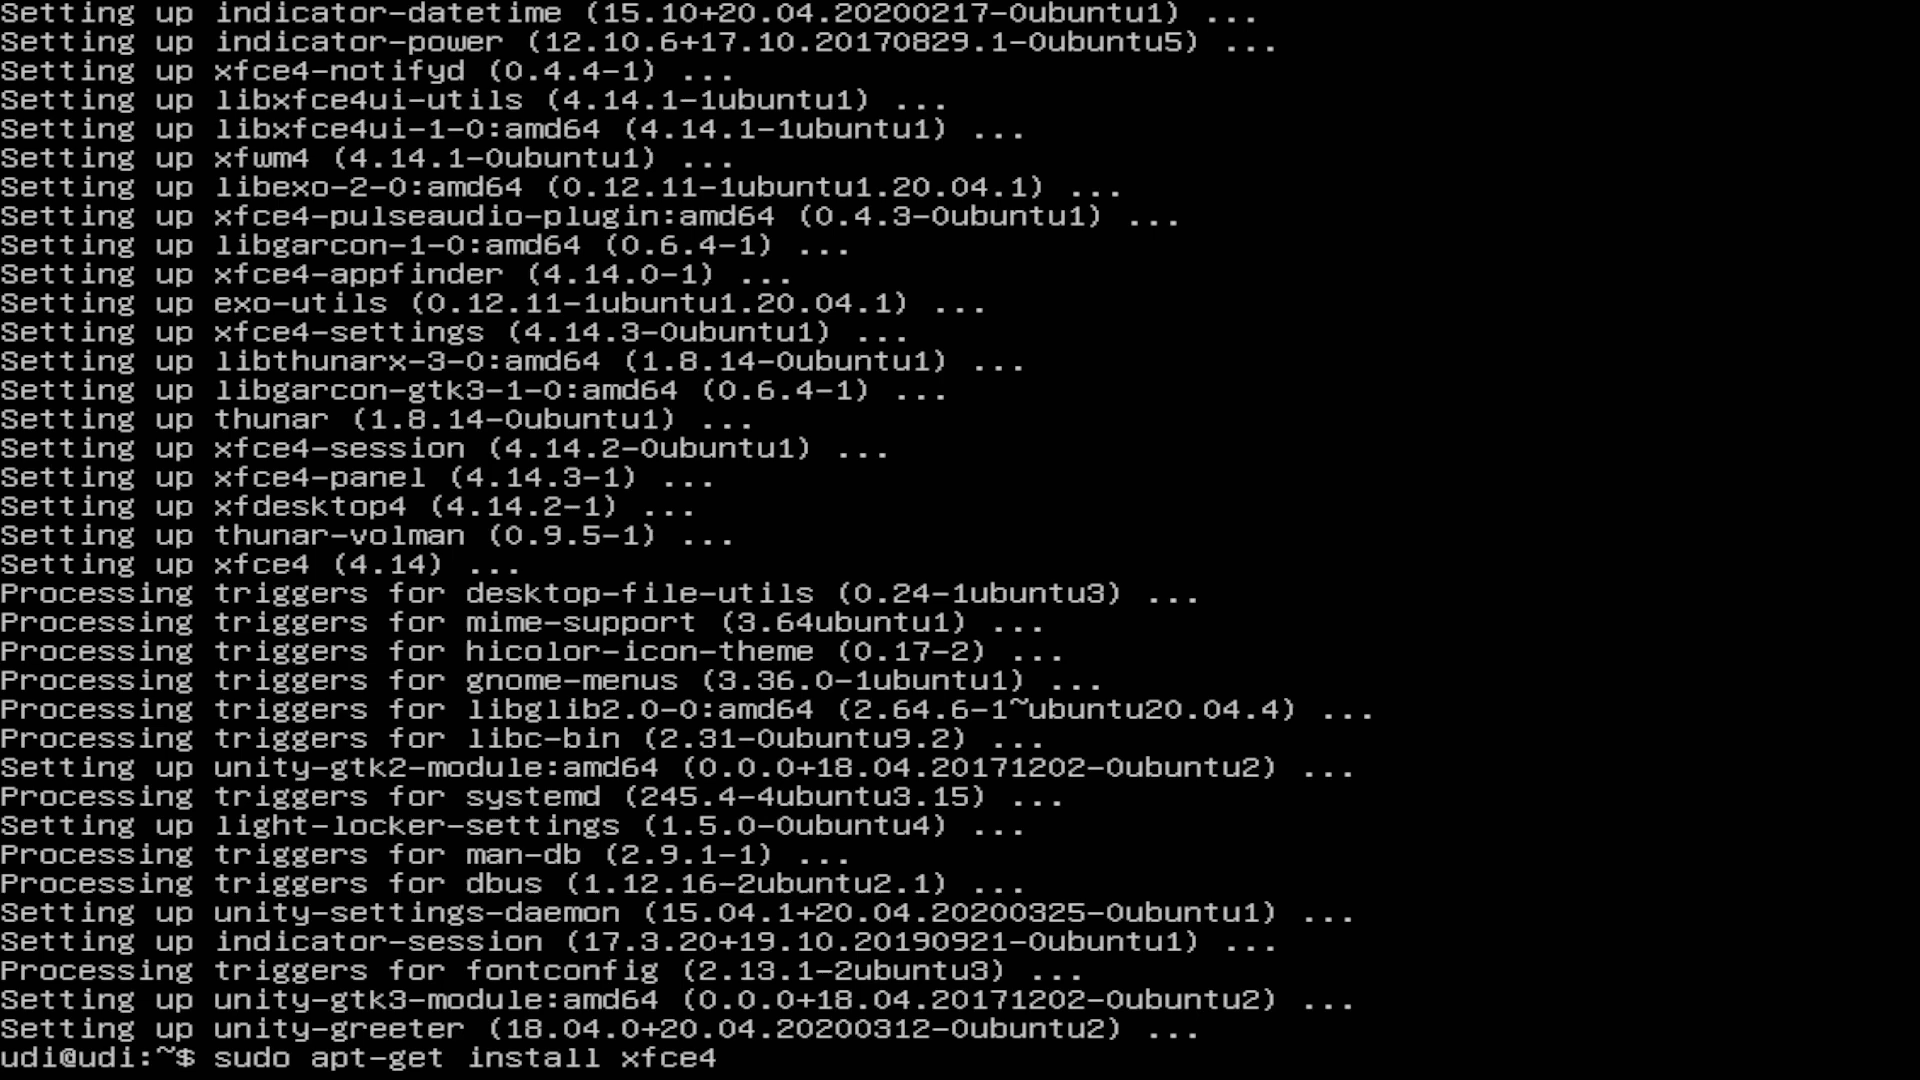 Setting up indicator-datetime (15.10+20.04.20200217-0ubuntu1) ...
Setting up indicator-power (12.10.6+17.10.20170829.1-0ubuntu5) ...
Setting up xfce4-notifyd (0.4.4-1) ...
Setting up libxfce4ui-utils (4.14.1-1ubuntu1) ...
Setting up libxfce4ui-1-0:amd64 (4.14.1-1ubuntu1) ...
Setting up xfwm4 (4.14.1-0ubuntu1) ...
Setting up libexo-2-0:amd64 (0.12.11-1ubuntu1.20.04.1) ...
Setting up xfce4-pulseaudio-plugin:amd64 (0.4.3-0ubuntu1) ...
Setting up libgarcon-1-0:amd64 (0.6.4-1) ...
Setting up xfce4-appfinder (4.14.0-1) ...
Setting up exo-utils (0.12.11-1ubuntu1.20.04.1) ...
Setting up xfce4-settings (4.14.3-0ubuntu1) ...
Setting up libthunarx-3-0:amd64 (1.8.14-0ubuntu1) ...
Setting up libgarcon-gtk3-1-0:amd64 (0.6.4-1) ...
Setting up thunar (1.8.14-0ubuntu1) ...
Setting up xfce4-session (4.14.2-0ubuntu1) ...
Setting up xfce4-panel (4.14.3-1) ...
Setting up xfdesktop4 (4.14.2-1) ...
Setting up thunar-volman (0.9.5-1) ...
Setting up xfce4 (4.14) ...
Processing triggers for desktop-file-utils (0.24-1ubuntu3) ...
Processing triggers for mime-support (3.64ubuntu1) ...
Processing triggers for hicolor-icon-theme (0.17-2) ...
Processing triggers for gnome-menus (3.36.0-1ubuntu1) ...
Processing triggers for libglib2.0-0:amd64 (2.64.6-1~ubuntu20.04.4) ...
Processing triggers for libc-bin (2.31-0ubuntu9.2) ...
Setting up unity-gtk2-module:amd64 (0.0.0+18.04.20171202-0ubuntu2) ...
Processing triggers for systemd (245.4-4ubuntu3.15) ...
Setting up light-locker-settings (1.5.0-0ubuntu4) ...
Processing triggers for man-db (2.9.1-1) ...
Processing triggers for dbus (1.12.16-2ubuntu2.1) ...
Setting up unity-settings-daemon (15.04.1+20.04.20200325-0ubuntu1) ...
Setting up indicator-session (17.3.20+19.10.20190921-0ubuntu1) ...
Processing triggers for fontconfig (2.13.1-2ubuntu3) ...
Setting up unity-gtk3-module:amd64 (0.0.0+18.04.20171202-0ubuntu2) ...
Setting up unity-greeter (18.04.0+20.04.20200312-0ubuntu2) ...
udi@udi:~$ sudo apt-get install xfce4